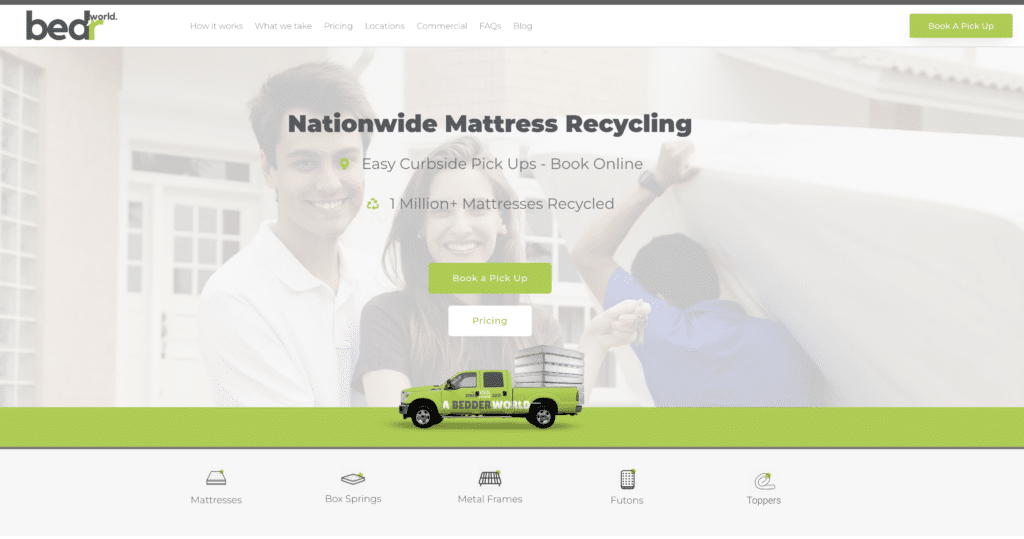 bedr world.
How it works What we take Pricing Locations Commercial FAQs Blog
Book A Pick Up
Nationwide Mattress Recycling
Easy Curbside Pick Ups - Book Online
1 Million+ Mattresses Recycled
Book a Pick Up
Pricing
A BEDDER WORLD
Mattresses Box Springs Metal Frames Futons Toppers